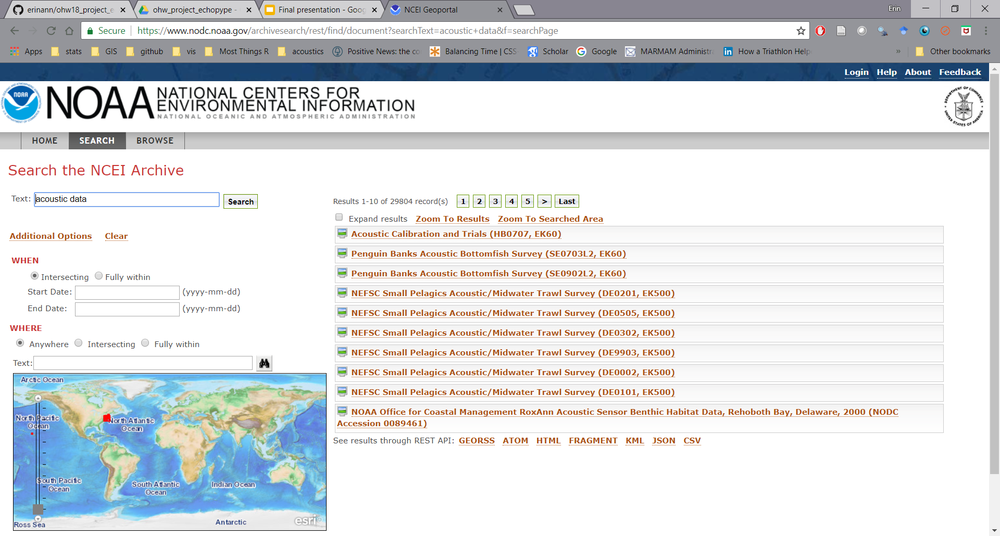 erinann/ohw18_project_e
ohw_project_echopype -
Final presentation - Goog
NCEI Geoportal
Erin
Secure
https://www.nodc.noaa.gov/archivesearch/rest/find/document?searchText=acoustic+data&f=searchPage
Apps
stats
GIS
github
vis
Most Things R
acoustics
Positive News: the co
Balancing Time | CSS-
Scholar
Google
MARMAM Administra
How a Triathlon Help
»
Other bookmarks
Login Help About Feedback
NOAA
NATIONAL CENTERS FOR
ENVIRONMENTAL INFORMATION
NATIONAL OCEANIC AND ATMOSPHERIC ADMINISTRATION
DEPARTMENT OF COMMERCE
UNITED STATES OF AMERICA
HOME SEARCH BROWSE
Search the NCEI Archive
Text: acoustic data Search
Additional Options Clear
WHEN
Intersecting Fully within
Start Date: (yyyy-mm-dd)
End Date: (yyyy-mm-dd)
WHERE
Anywhere Intersecting Fully within
Text:
Arctic Ocean
North Pacific
Ocean
North Atlantic
Ocean
South Pacific
Ocean
South Atlantic
Ocean
Indian Ocean
Antarctic
Ross Sea
esri
Results 1-10 of 29804 record(s) 1 2 3 4 5 > Last
Expand results Zoom To Results Zoom To Searched Area
Acoustic Calibration and Trials (HB0707, EK60)
Penguin Banks Acoustic Bottomfish Survey (SE0703L2, EK60)
Penguin Banks Acoustic Bottomfish Survey (SE0902L2, EK60)
NEFSC Small Pelagics Acoustic/Midwater Trawl Survey (DE0201, EK500)
NEFSC Small Pelagics Acoustic/Midwater Trawl Survey (DE0505, EK500)
NEFSC Small Pelagics Acoustic/Midwater Trawl Survey (DE0302, EK500)
NEFSC Small Pelagics Acoustic/Midwater Trawl Survey (DE9903, EK500)
NEFSC Small Pelagics Acoustic/Midwater Trawl Survey (DE0002, EK500)
NEFSC Small Pelagics Acoustic/Midwater Trawl Survey (DE0101, EK500)
NOAA Office for Coastal Management RoxAnn Acoustic Sensor Benthic Habitat Data, Rehoboth Bay, Delaware, 2000 (NODC
Accession 0089461)
See results through REST API: GEORSS ATOM HTML FRAGMENT KML JSON CSV